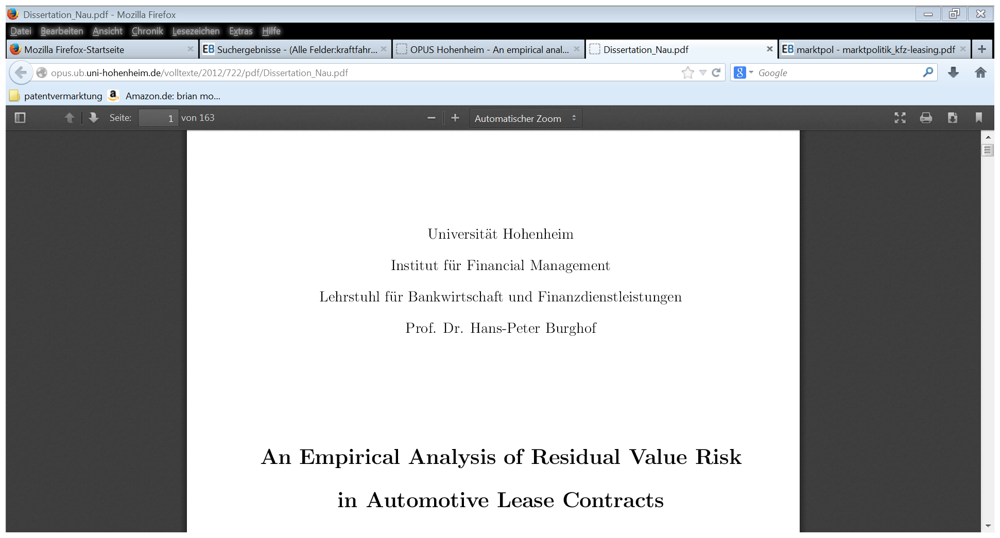 Dissertation_Nau.pdf - Mozilla Firefox
Datei Bearbeiten Ansicht Chronik Lesezeichen Extras Hilfe
Mozilla Firefox-Startseite × EB Suchergebnisse - (Alle Felder:kraftfahr... × OPUS Hohenheim - An empirical anal... × Dissertation_Nau.pdf × EB marktpol - marktpolitik_kfz-leasing.pdf × +
opus.ub.uni-hohenheim.de/volltexte/2012/722/pdf/Dissertation_Nau.pdf 8 Google
patentvermarktung a Amazon.de: brian mo...
Seite: 1 von 163 − + Automatischer Zoom
Universität Hohenheim
Institut für Financial Management
Lehrstuhl für Bankwirtschaft und Finanzdienstleistungen
Prof. Dr. Hans-Peter Burghof
An Empirical Analysis of Residual Value Risk
in Automotive Lease Contracts